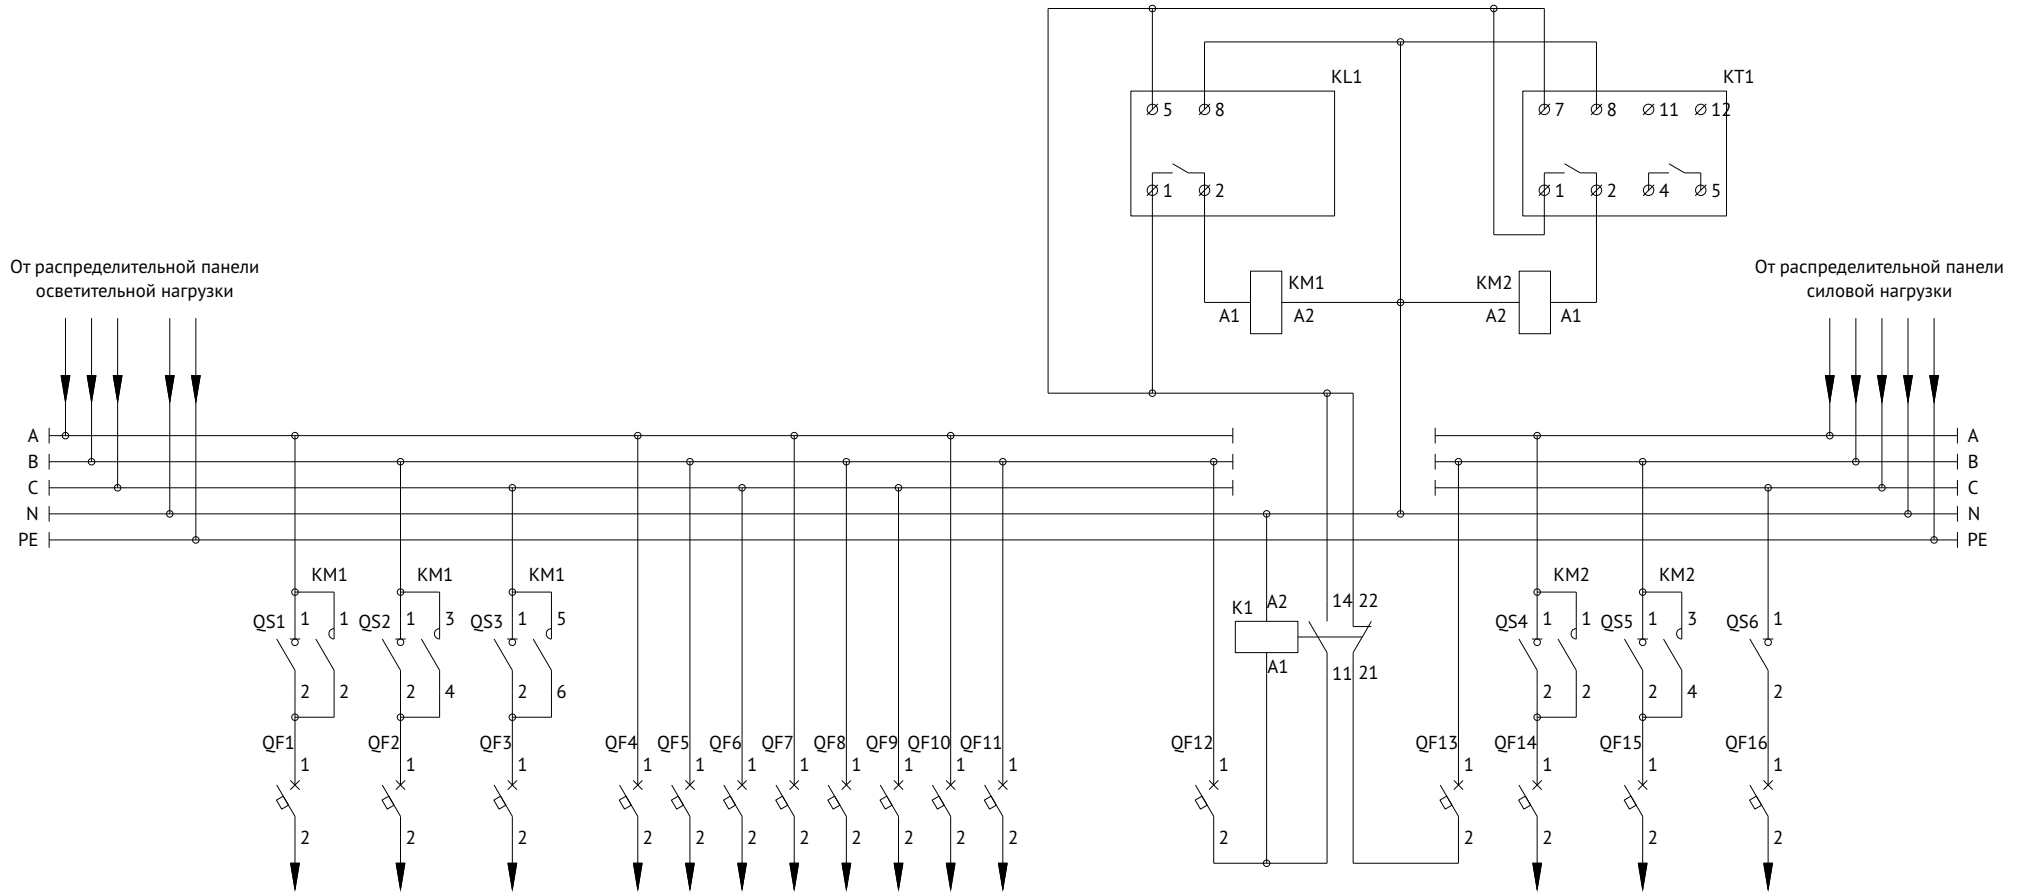 KL1 KT1
5 8 7 8 11 12
1 2 1 2 4 5
От распределительной панели
осветительной нагрузки
KM1 KM2
A1 A2 A2 A1
От распределительной панели
силовой нагрузки
A A
B B
C C
N N
PE PE
KM1 KM1 KM1 KM2 KM2
K1 A2 14 22
QS1 1 1 QS2 1 3 QS3 1 5 QS4 1 1 QS5 1 3 QS6 1
A1 11 21
2 2 2 4 2 6 2 2 2 4 2
QF1 QF2 QF3 QF4 QF5 QF6 QF7 QF8 QF9 QF10 QF11 QF12 QF13 QF14 QF15 QF16
1 1 1 1 1 1 1 1 1 1 1 1 1 1 1 1
2 2 2 2 2 2 2 2 2 2 2 2 2 2 2 2